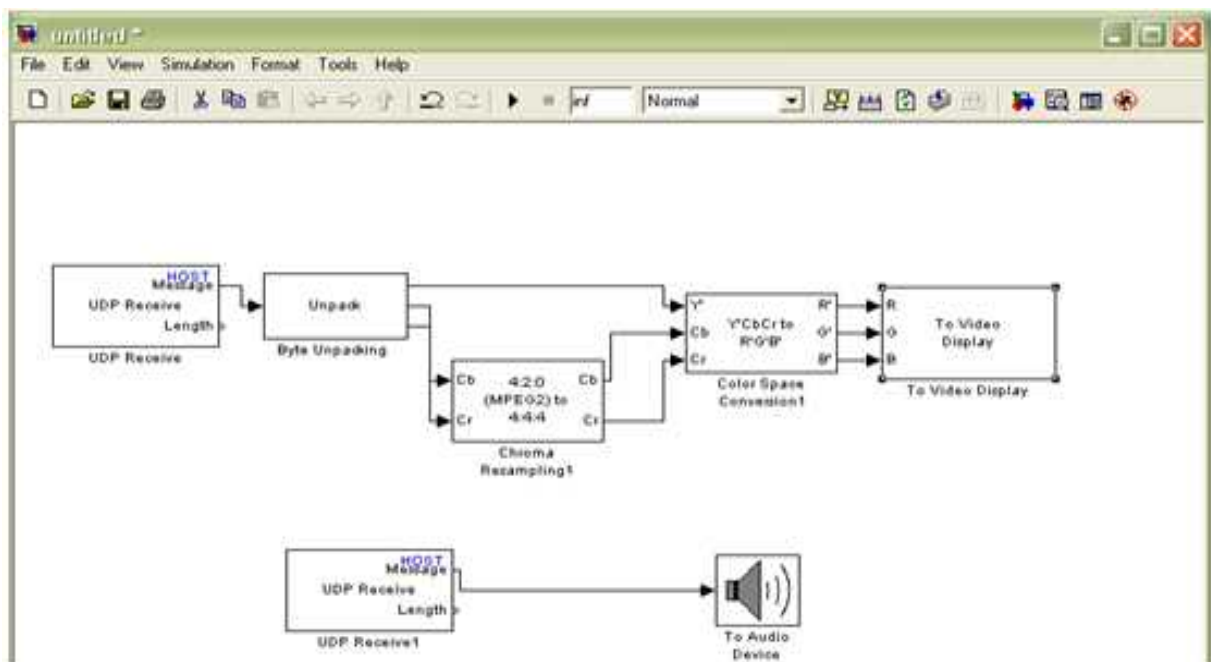 untitled *
File Edit View Simulation Format Tools Help
inf Normal
HOST
Message
UDP Receive
Length
UDP Receive
Unpack
Byte Unpacking
Cb 4:2:0 Cb
(MPEG2) to
Cr 4:4:4 Cr
Chroma
Resampling1
Y' R'
Cb Y'CbCr to G'
R'G'B'
Cr B'
Color Space
Conversion1
R
G To Video
Display
B
To Video Display
HOST
Message
UDP Receive
Length
UDP Receive1
To Audio
Device